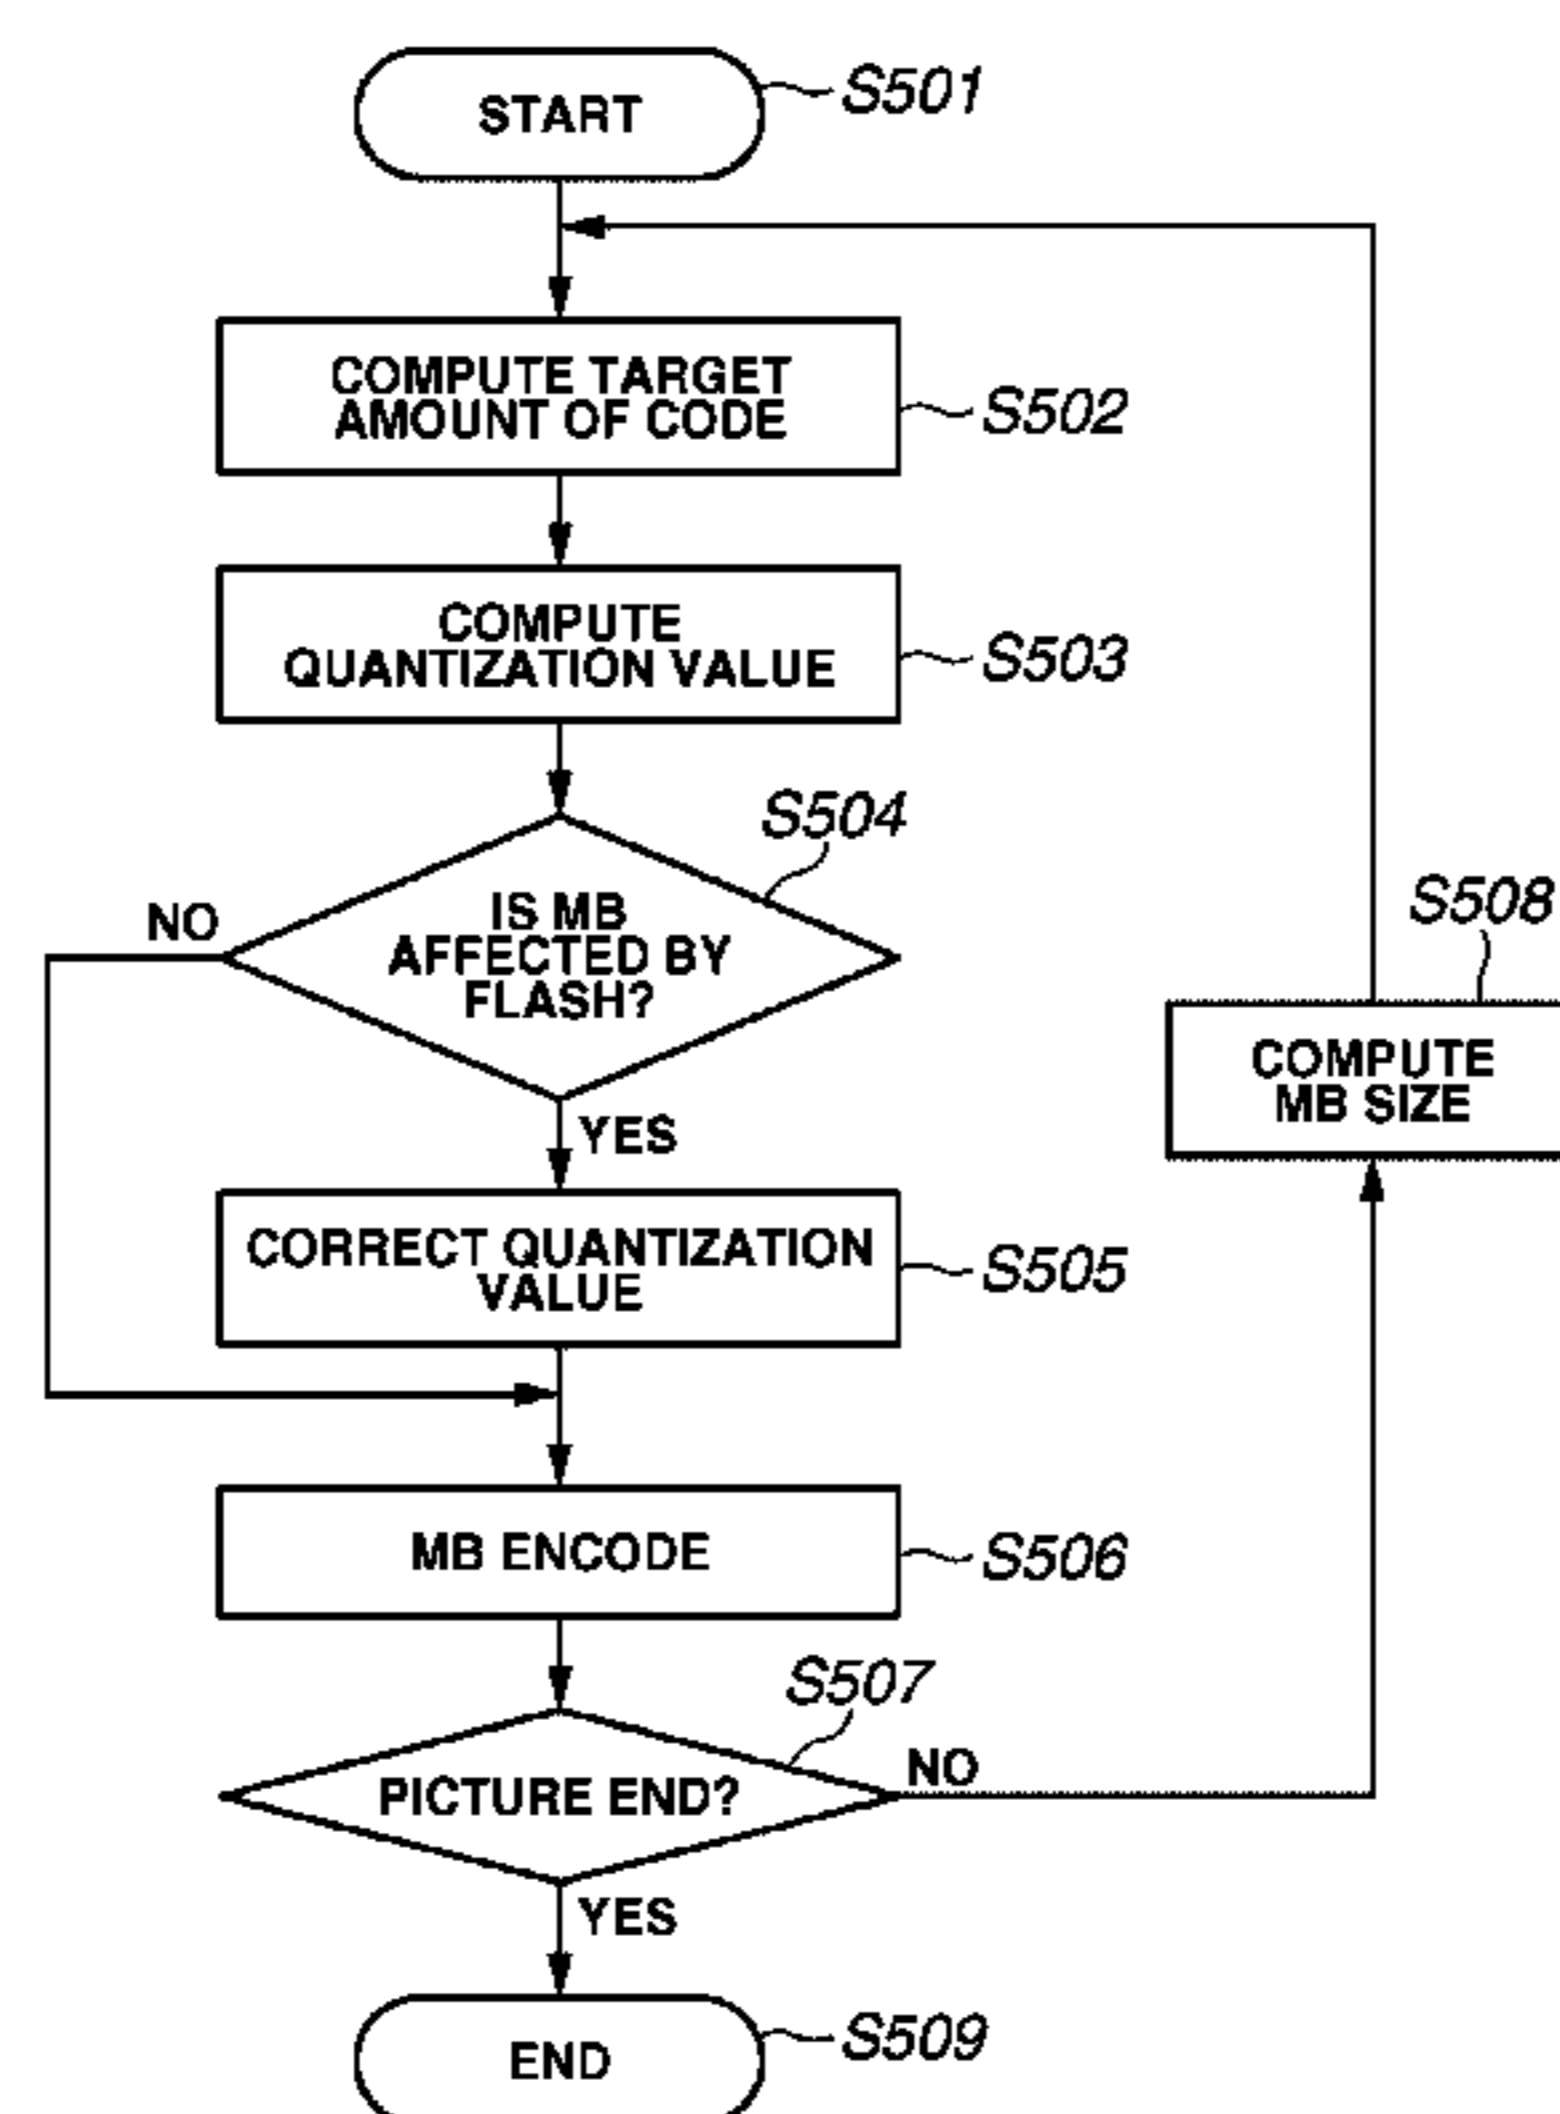 START
S501
COMPUTE TARGET
AMOUNT OF CODE
S502
COMPUTE
QUANTIZATION VALUE
S503
S504
IS MB
AFFECTED BY
FLASH?
NO
YES
S508
COMPUTE
MB SIZE
CORRECT QUANTIZATION
VALUE
S505
MB ENCODE
S506
S507
PICTURE END?
NO
YES
END
S509